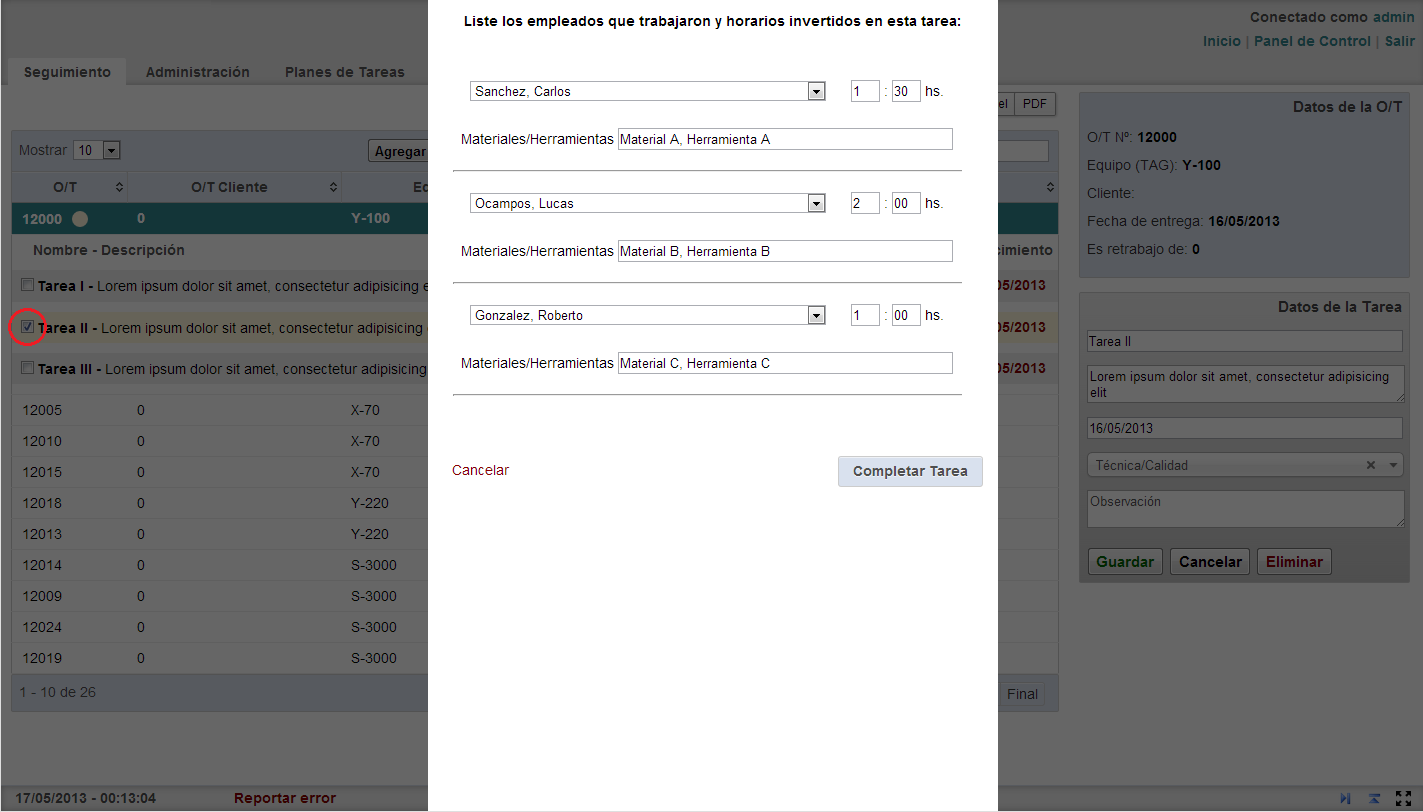 Liste los empleados que trabajaron y horarios invertidos en esta tarea:
Conectado como admin
Inicio | Panel de Control | Salir
Seguimiento Administración Planes de Tareas
Sanchez, Carlos 1 : 30 hs.
Materiales/Herramientas Material A, Herramienta A
Ocampos, Lucas 2 : 00 hs.
Materiales/Herramientas Material B, Herramienta B
Gonzalez, Roberto 1 : 00 hs.
Materiales/Herramientas Material C, Herramienta C
Cancelar Completar Tarea
el PDF
Mostrar 10 Agregar
O/T O/T Cliente Ec
12000 0 Y-100
Nombre - Descripción cimiento
Tarea I - Lorem ipsum dolor sit amet, consectetur adipisicing e 05/2013
Tarea II - Lorem ipsum dolor sit amet, consectetur adipisicing 05/2013
Tarea III - Lorem ipsum dolor sit amet, consectetur adipisicing 05/2013
12005 0 X-70
12010 0 X-70
12015 0 X-70
12018 0 Y-220
12013 0 Y-220
12014 0 S-3000
12009 0 S-3000
12024 0 S-3000
12019 0 S-3000
1 - 10 de 26 Final
Datos de la O/T
O/T Nº: 12000
Equipo (TAG): Y-100
Cliente:
Fecha de entrega: 16/05/2013
Es retrabajo de: 0
Datos de la Tarea
Tarea II
Lorem ipsum dolor sit amet, consectetur adipisicing
elit
16/05/2013
Técnica/Calidad
Observación
Guardar Cancelar Eliminar
17/05/2013 - 00:13:04 Reportar error